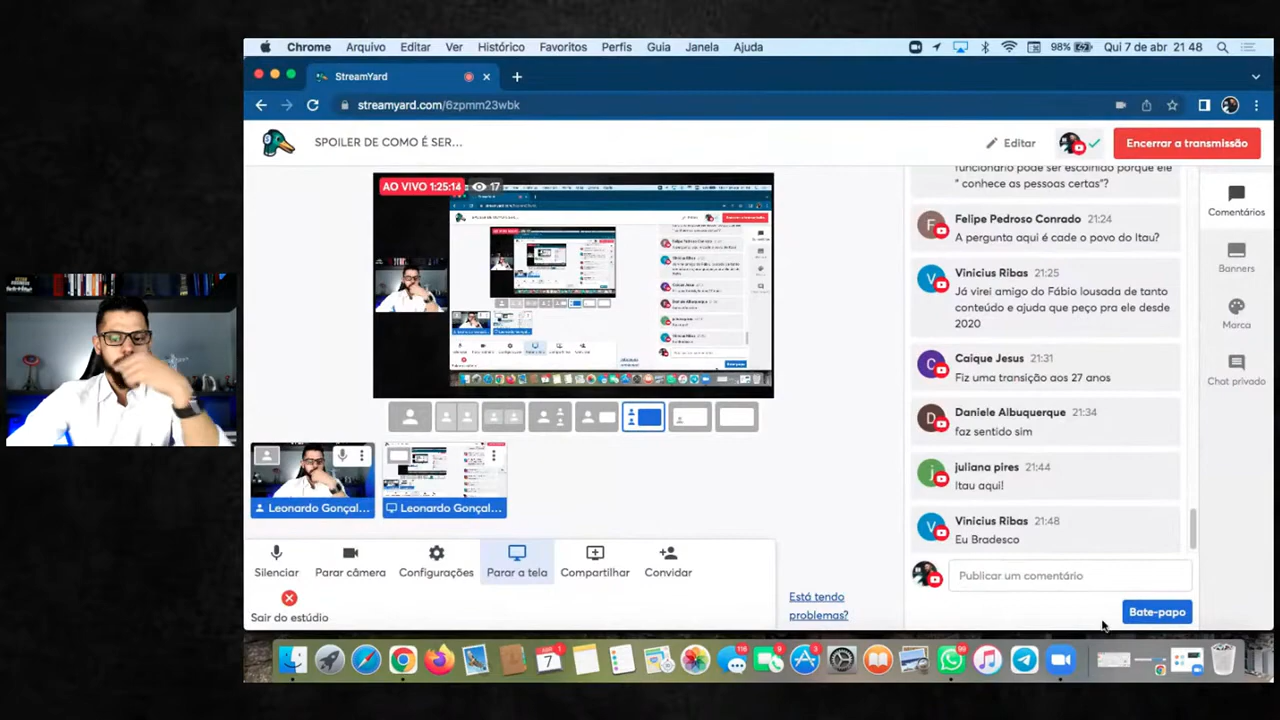 Chrome Arquivo Editar Ver Histórico Favoritos Perfis Guia Janela Ajuda
98% Qui 7 de abr 21 48
StreamYard
streamyard.com/6zpmm23wbk
SPOILER DE COMO É SER...
Editar
Encerrar a transmissão
AO VIVO 1:25:14 17
funcionário pode ser escolhido porque ele
" conhece as pessoas certas"?
Felipe Pedroso Conrado 21:24
A pergunta aqui é cade o povo do Itau?
Vinicius Ribas 21:25
Já virei amigo do Fábio lousada de tanto
conteúdo e ajuda que peço pra ele desde
2020
Caique Jesus 21:31
Fiz uma transição aos 27 anos
Daniele Albuquerque 21:34
faz sentido sim
juliana pires 21:44
Itau aqui!
Vinicius Ribas 21:48
Eu Bradesco
Publicar um comentário
Bate-papo
Comentários
Banners
Marca
Chat privado
Leonardo Gonçal...
Leonardo Gonçal...
Silenciar
Parar câmera
Configurações
Parar a tela
Compartilhar
Convidar
Sair do estúdio
Está tendo
problemas?
ABR
7
116
9
3
99